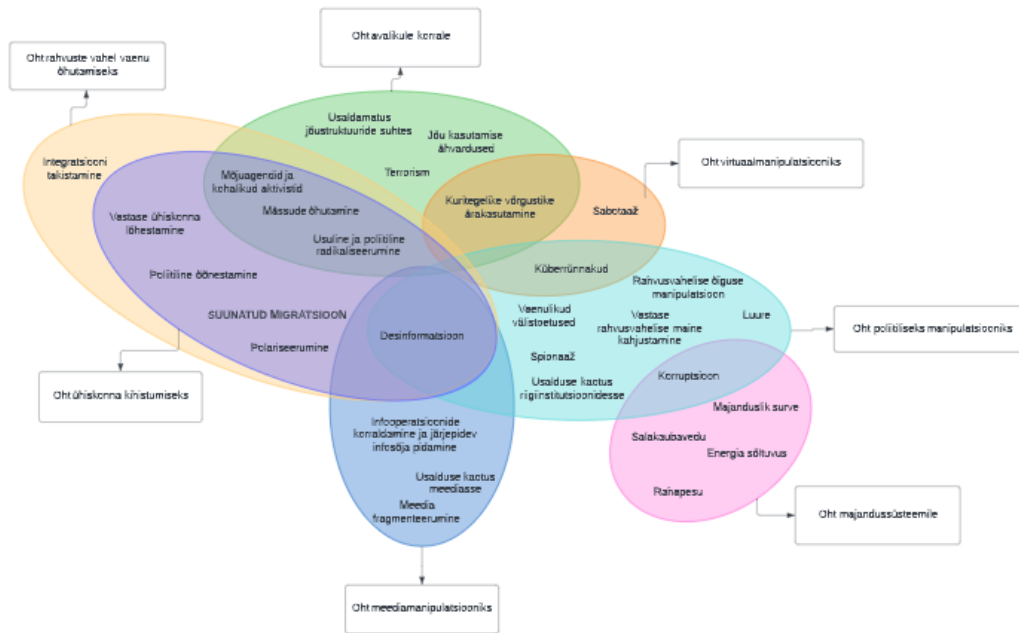 Oht avalikule korrale
Oht rahvuste vahel vaenu
õhutamiseks
Usaldamatus
jõustruktuuride suhtes
Jõu kasutamise
ähvardused
Integratsiooni
takistamine
Terrorism
Oht virtuaalmanipulatsiooniks
Mõjuagendid ja
kohalikud aktivistid
Kuritegelike võrgustike
ärakasutamine
Sabotaaž
Massude õhutamine
Vastase ühiskonna
lõhestamine
Usuline ja poliitiline
radikaliseerumine
Poliitiline õõnestamine
Küberrünnakud
Rahvusvahelise õiguse
manipulatsioon
SUUNATUD MIGRATSIOON
Vaenulikud
välistoetused
Vastase
rahvusvahelise maine
kahjustamine
Luure
Oht poliitiliseks manipulatsiooniks
Desinformatsioon
Polariseerumine
Spionaaž
Korruptsioon
Usalduse kaotus
riigiinstitutsioonidesse
Oht ühiskonna kihistumiseks
Majanduslik surve
Infooperatsioonide
korraldamine ja järjepidev
infosõja pidamine
Salakaubavedu
Energia sõltuvus
Usalduse kaotus
meediasse
Rahapesu
Meedia
fragmenteerumine
Oht majandussüsteemile
Oht meediamanipulatsiooniks